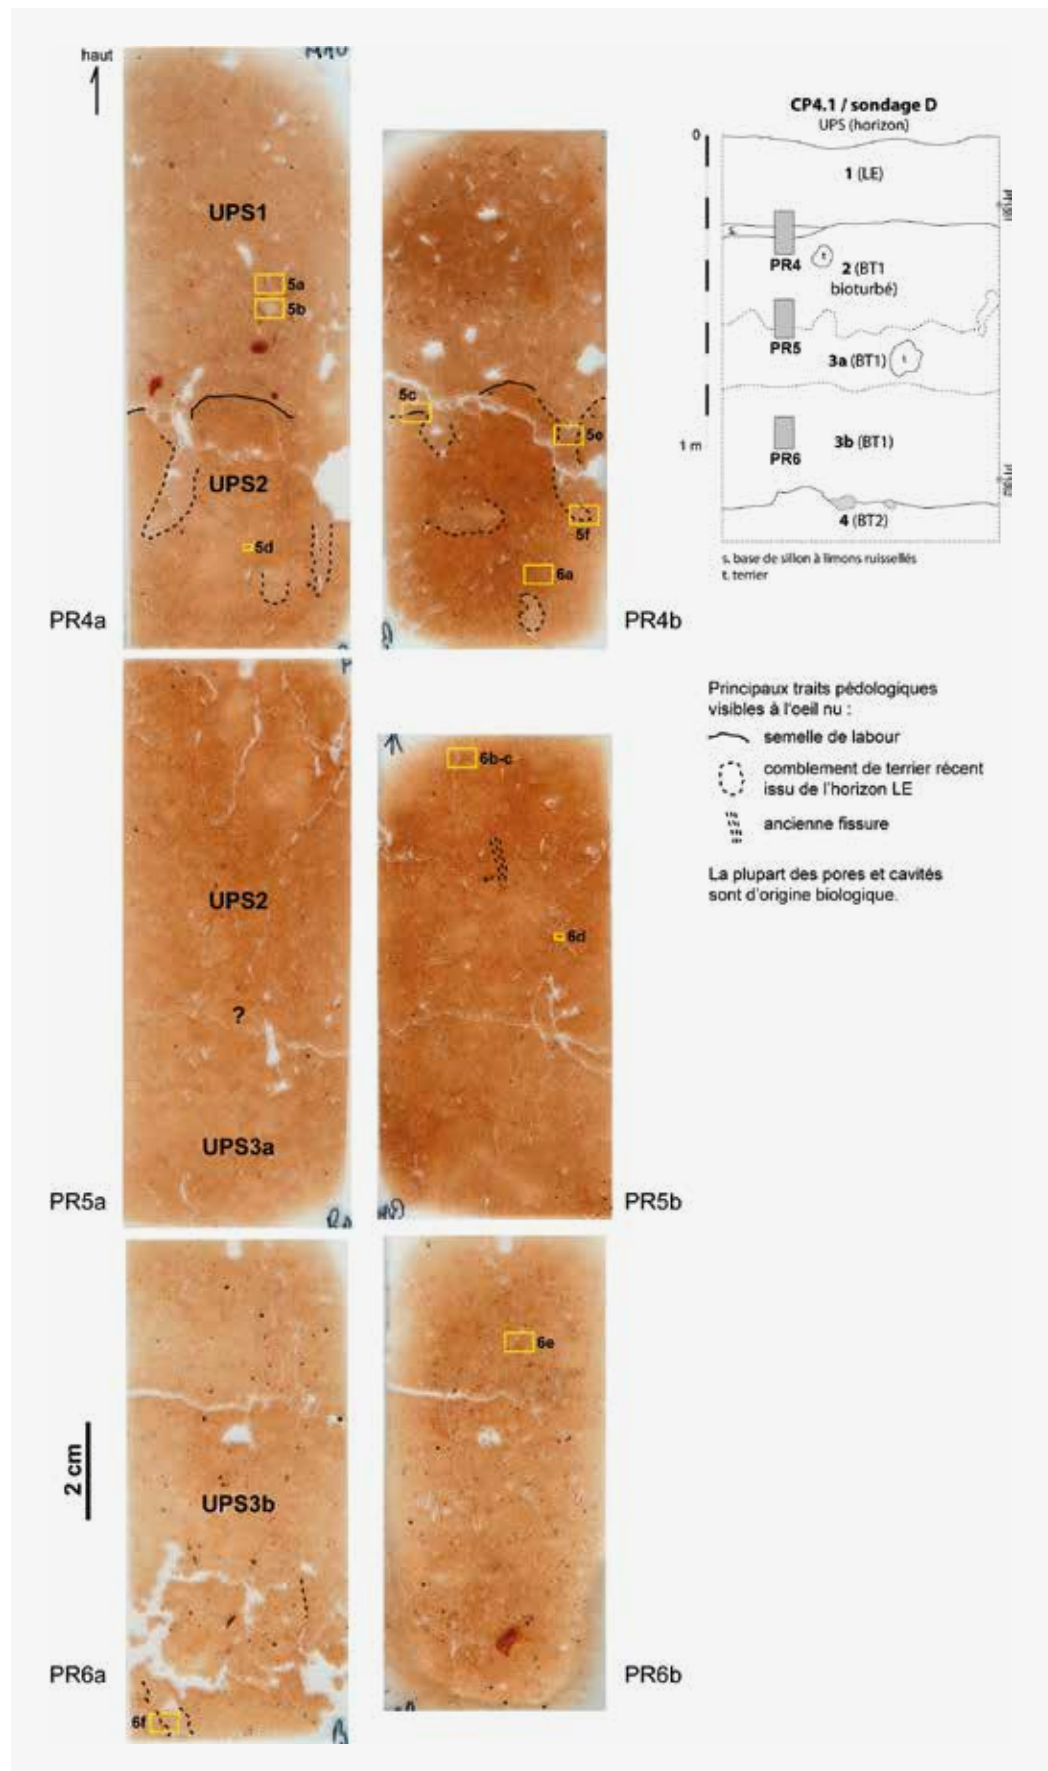 haut
UPS1
5a
5b
UPS2
5d
PR4a
5c
5e
5f
6a
PR4b
CP4.1 / sondage D
UPS (horizon)
0
1 (LE)
s.
PR4
t
2 (BT1
bioturbé)
PR5
3a (BT1)
t
1 m
3b (BT1)
PR6
4 (BT2)
s. base de sillon à limons ruissellés
t. terrier
UPS2
?
UPS3a
PR5a
6b-c
6d
PR5b
Principaux traits pédologiques
visibles à l'oeil nu :
semelle de labour
comblement de terrier récent
issu de l'horizon LE
ancienne fissure
La plupart des pores et cavités
sont d'origine biologique.
2 cm
UPS3b
6f
PR6a
6e
PR6b